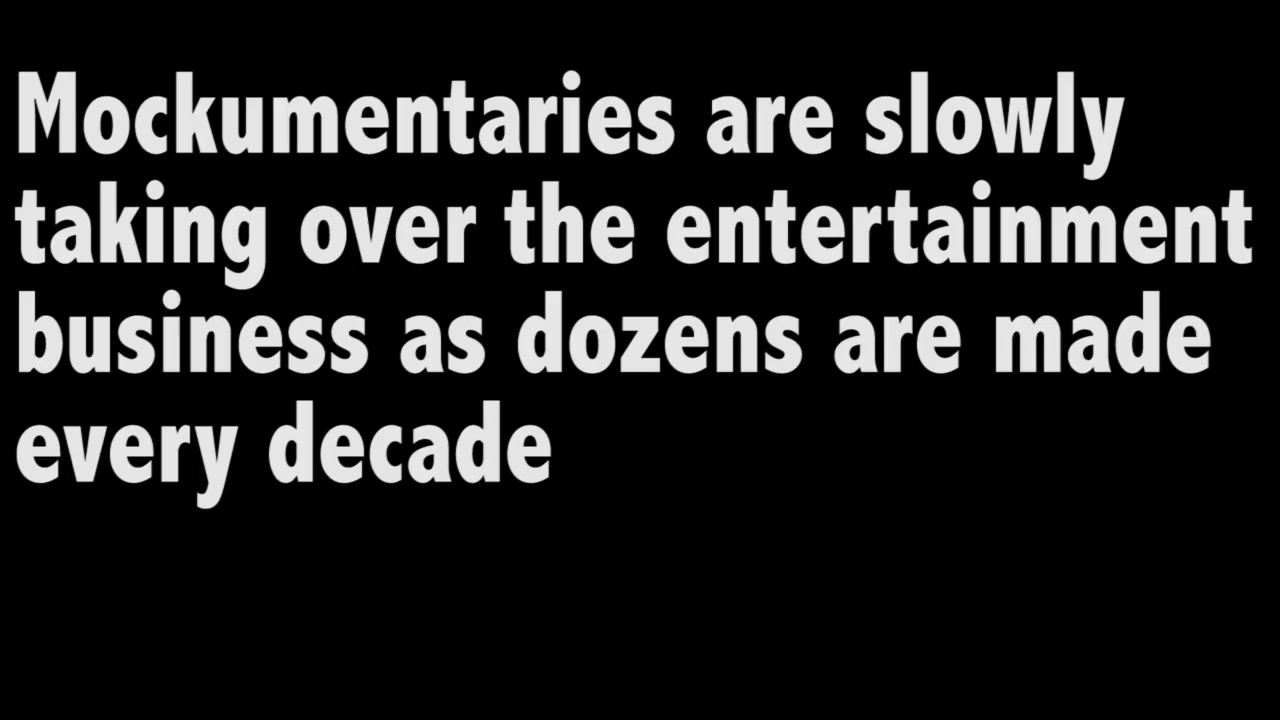 Mockumentaries are slowly
taking over the entertainment
business as dozens are made
every decade